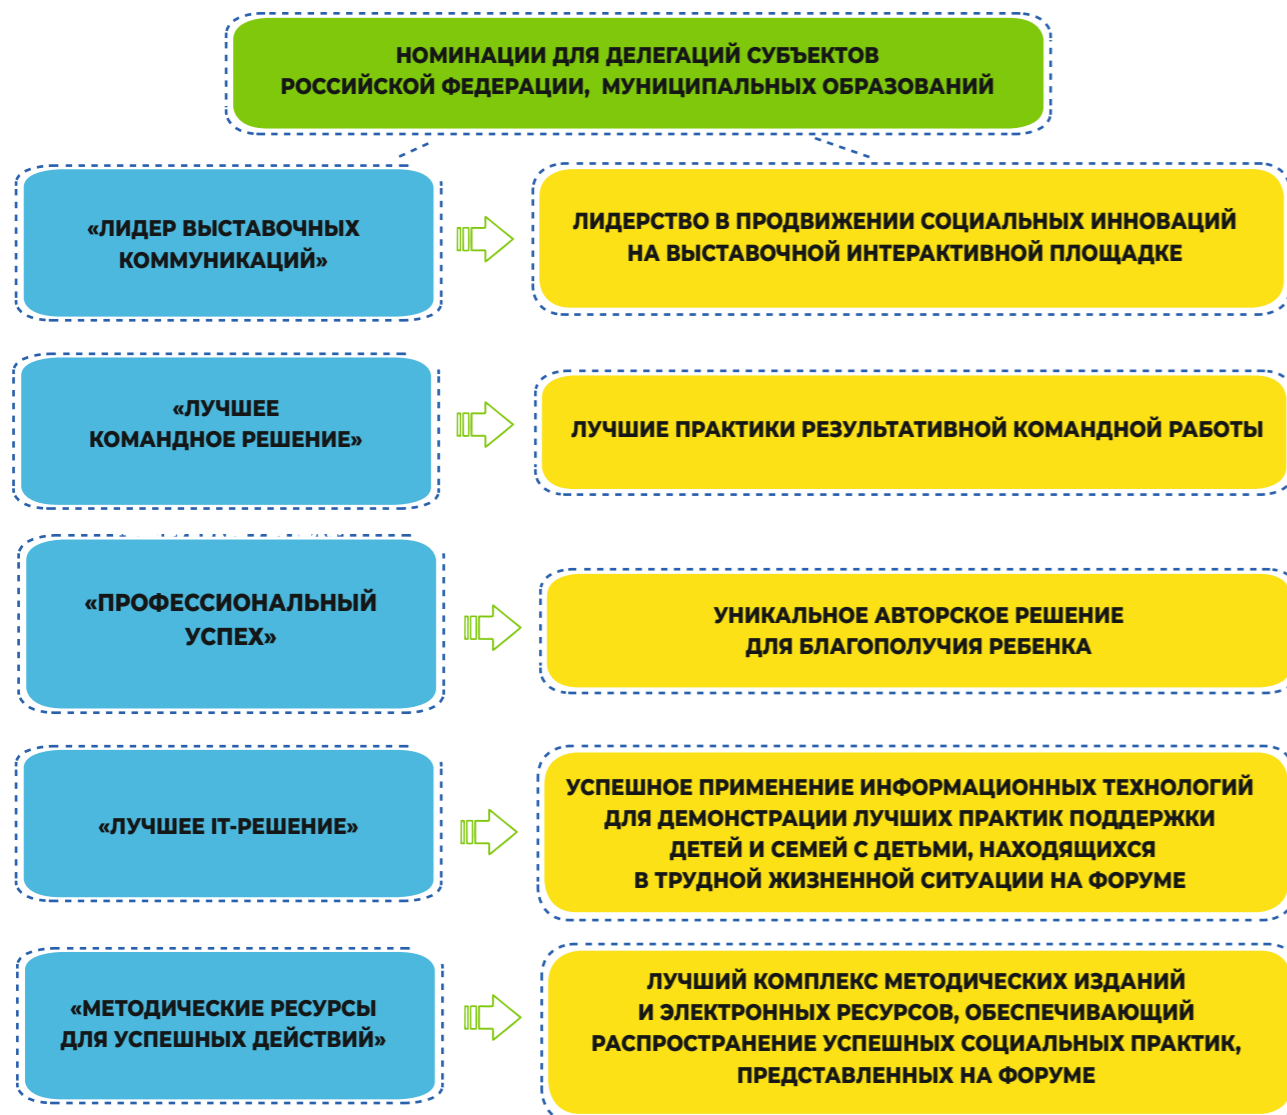 НОМИНАЦИИ ДЛЯ ДЕЛЕГАЦИЙ СУБЪЕКТОВ
РОССИЙСКОЙ ФЕДЕРАЦИИ, МУНИЦИПАЛЬНЫХ ОБРАЗОВАНИЙ
«ЛИДЕР ВЫСТАВОЧНЫХ
КОММУНИКАЦИЙ»
ЛИДЕРСТВО В ПРОДВИЖЕНИИ СОЦИАЛЬНЫХ ИННОВАЦИЙ
НА ВЫСТАВОЧНОЙ ИНТЕРАКТИВНОЙ ПЛОЩАДКЕ
«ЛУЧШЕЕ
КОМАНДНОЕ РЕШЕНИЕ»
ЛУЧШИЕ ПРАКТИКИ РЕЗУЛЬТАТИВНОЙ КОМАНДНОЙ РАБОТЫ
«ПРОФЕССИОНАЛЬНЫЙ
УСПЕХ»
УНИКАЛЬНОЕ АВТОРСКОЕ РЕШЕНИЕ
ДЛЯ БЛАГОПОЛУЧИЯ РЕБЕНКА
«ЛУЧШЕЕ IT-РЕШЕНИЕ»
УСПЕШНОЕ ПРИМЕНЕНИЕ ИНФОРМАЦИОННЫХ ТЕХНОЛОГИЙ
ДЛЯ ДЕМОНСТРАЦИИ ЛУЧШИХ ПРАКТИК ПОДДЕРЖКИ
ДЕТЕЙ И СЕМЕЙ С ДЕТЬМИ, НАХОДЯЩИХСЯ
В ТРУДНОЙ ЖИЗНЕННОЙ СИТУАЦИИ НА ФОРУМЕ
«МЕТОДИЧЕСКИЕ РЕСУРСЫ
ДЛЯ УСПЕШНЫХ ДЕЙСТВИЙ»
ЛУЧШИЙ КОМПЛЕКС МЕТОДИЧЕСКИХ ИЗДАНИЙ
И ЭЛЕКТРОННЫХ РЕСУРСОВ, ОБЕСПЕЧИВАЮЩИЙ
РАСПРОСТРАНЕНИЕ УСПЕШНЫХ СОЦИАЛЬНЫХ ПРАКТИК,
ПРЕДСТАВЛЕННЫХ НА ФОРУМЕ